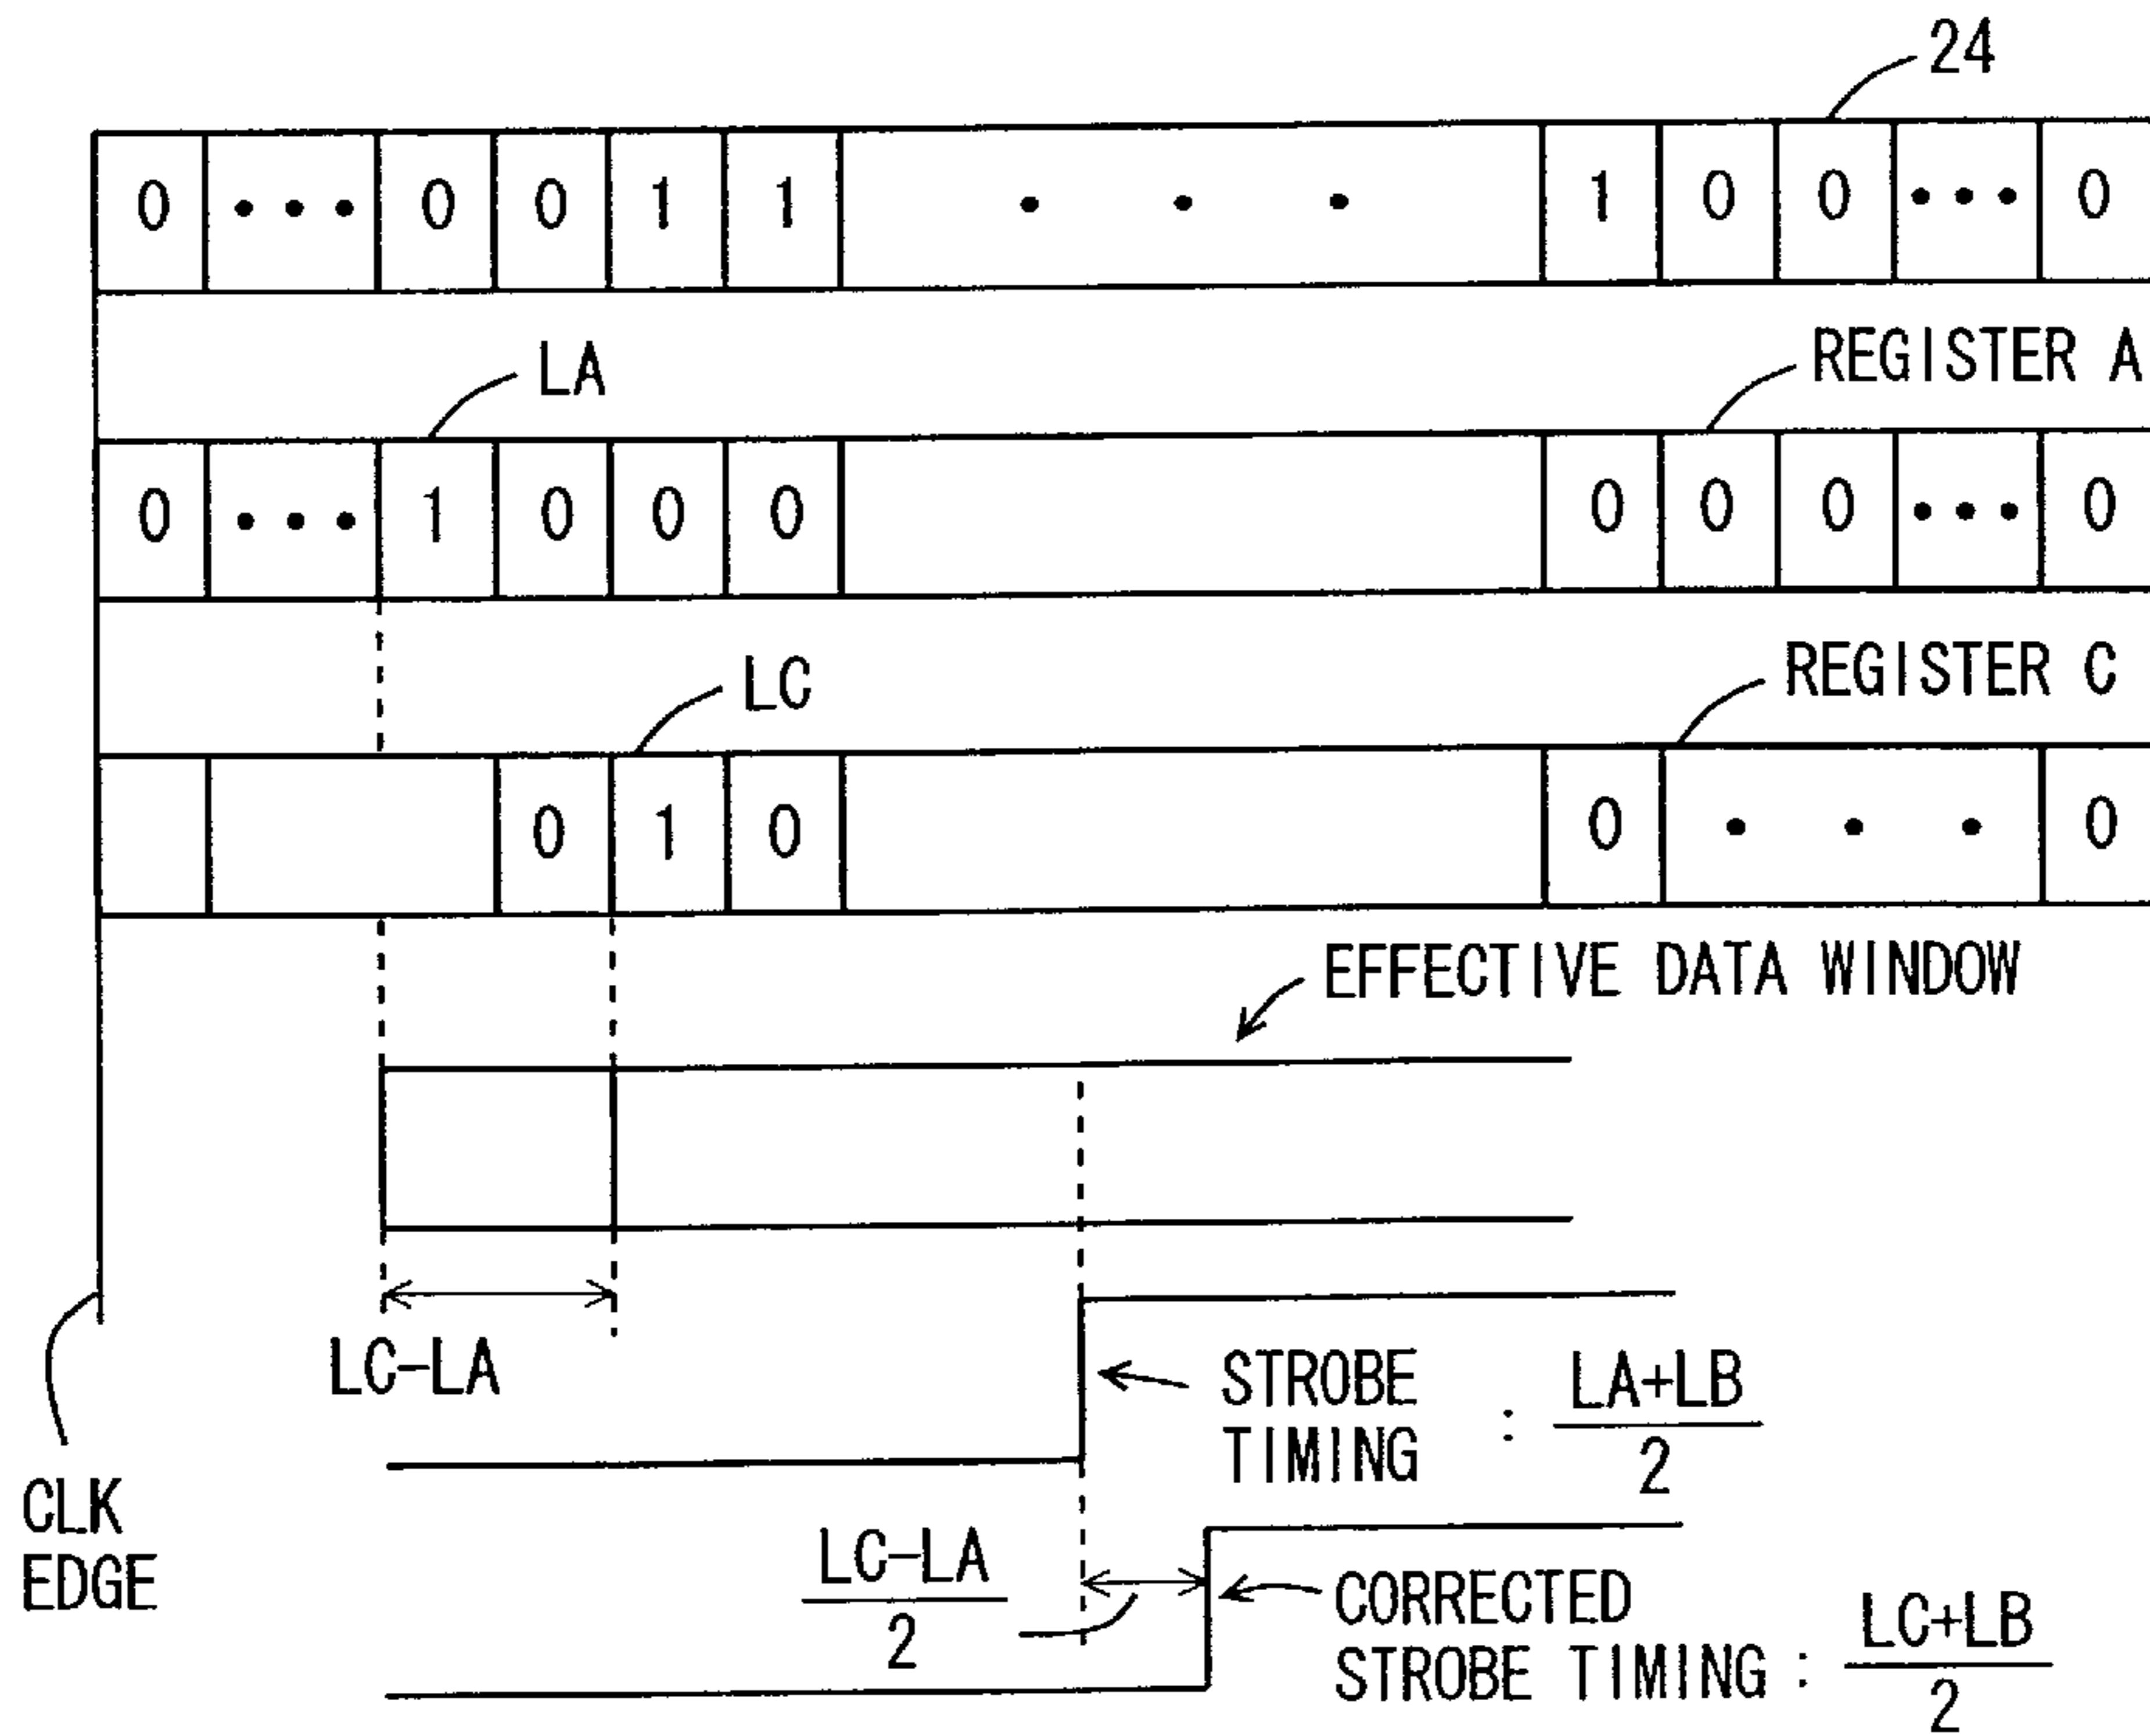 24
0 ••• 0 0 1 1 • • • 1 0 0 ••• 0
LA
REGISTER A
0 ••• 1 0 0 0 0 0 0 ••• 0
LC
REGISTER C
0 1 0 0 • • • 0
EFFECTIVE DATA WINDOW
LC-LA
STROBE
TIMING
:
LA+LB
2
CLK
EDGE
LC-LA
2
CORRECTED
STROBE TIMING :
LC+LB
2